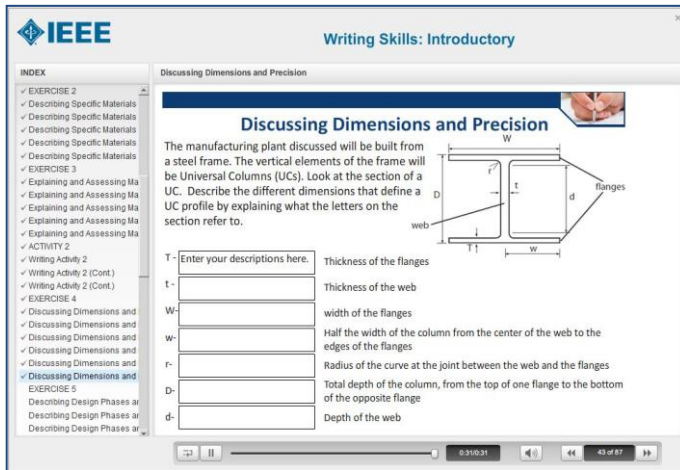 IEEE
Writing Skills: Introductory
INDEX
Discussing Dimensions and Precision
✓ EXERCISE 2
✓ Describing Specific Materials
✓ Describing Specific Materials
✓ Describing Specific Materials
✓ Describing Specific Materials
✓ Describing Specific Materials
✓ EXERCISE 3
✓ Explaining and Assessing Ma
✓ Explaining and Assessing Ma
✓ Explaining and Assessing Ma
✓ Explaining and Assessing Ma
✓ Explaining and Assessing Ma
✓ ACTIVITY 2
✓ Writing Activity 2
✓ Writing Activity 2 (Cont.)
✓ Writing Activity 2 (Cont.)
✓ EXERCISE 4
✓ Discussing Dimensions and
✓ Discussing Dimensions and
✓ Discussing Dimensions and
✓ Discussing Dimensions and
✓ Discussing Dimensions and
✓ Discussing Dimensions and
EXERCISE 5
Describing Design Phases ar
Describing Design Phases ar
Describing Design Phases ar
Discussing Dimensions and Precision
The manufacturing plant discussed will be built from
a steel frame. The vertical elements of the frame will
be Universal Columns (UCs). Look at the section of a
UC. Describe the different dimensions that define a
UC profile by explaining what the letters on the
section refer to.
W
r
D
t
d
flanges
web
T
w
T - Enter your descriptions here. Thickness of the flanges
t - Thickness of the web
W- width of the flanges
w- Half the width of the column from the center of the web to the
edges of the flanges
r- Radius of the curve at the joint between the web and the flanges
D- Total depth of the column, from the top of one flange to the bottom
of the opposite flange
d- Depth of the web
0:31/0:31
43 of 87